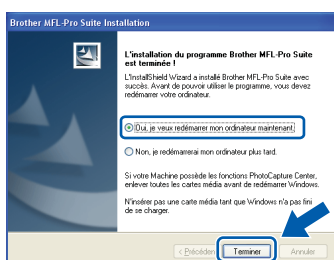 Brother MFL-Pro Suite Installation
L'installation du programme Brother MFL-Pro Suite
est terminée !
L'InstallShield Wizard a installé Brother MFL-Pro Suite avec
succès. Avant de pouvoir utiliser le programme, vous devez
redémarrer votre ordinateur.
Oui, je veux redémarrer mon ordinateur maintenant.
Non, je redémarrerai mon ordinateur plus tard.
Si votre Machine possède les fonctions PhotoCapture Center,
enlever toutes les cartes média avant de redémarrer Windows.
N'insérer pas une carte média tant que Windows n'a pas fini
de se charger.
< Précéden
Terminer
Annuler